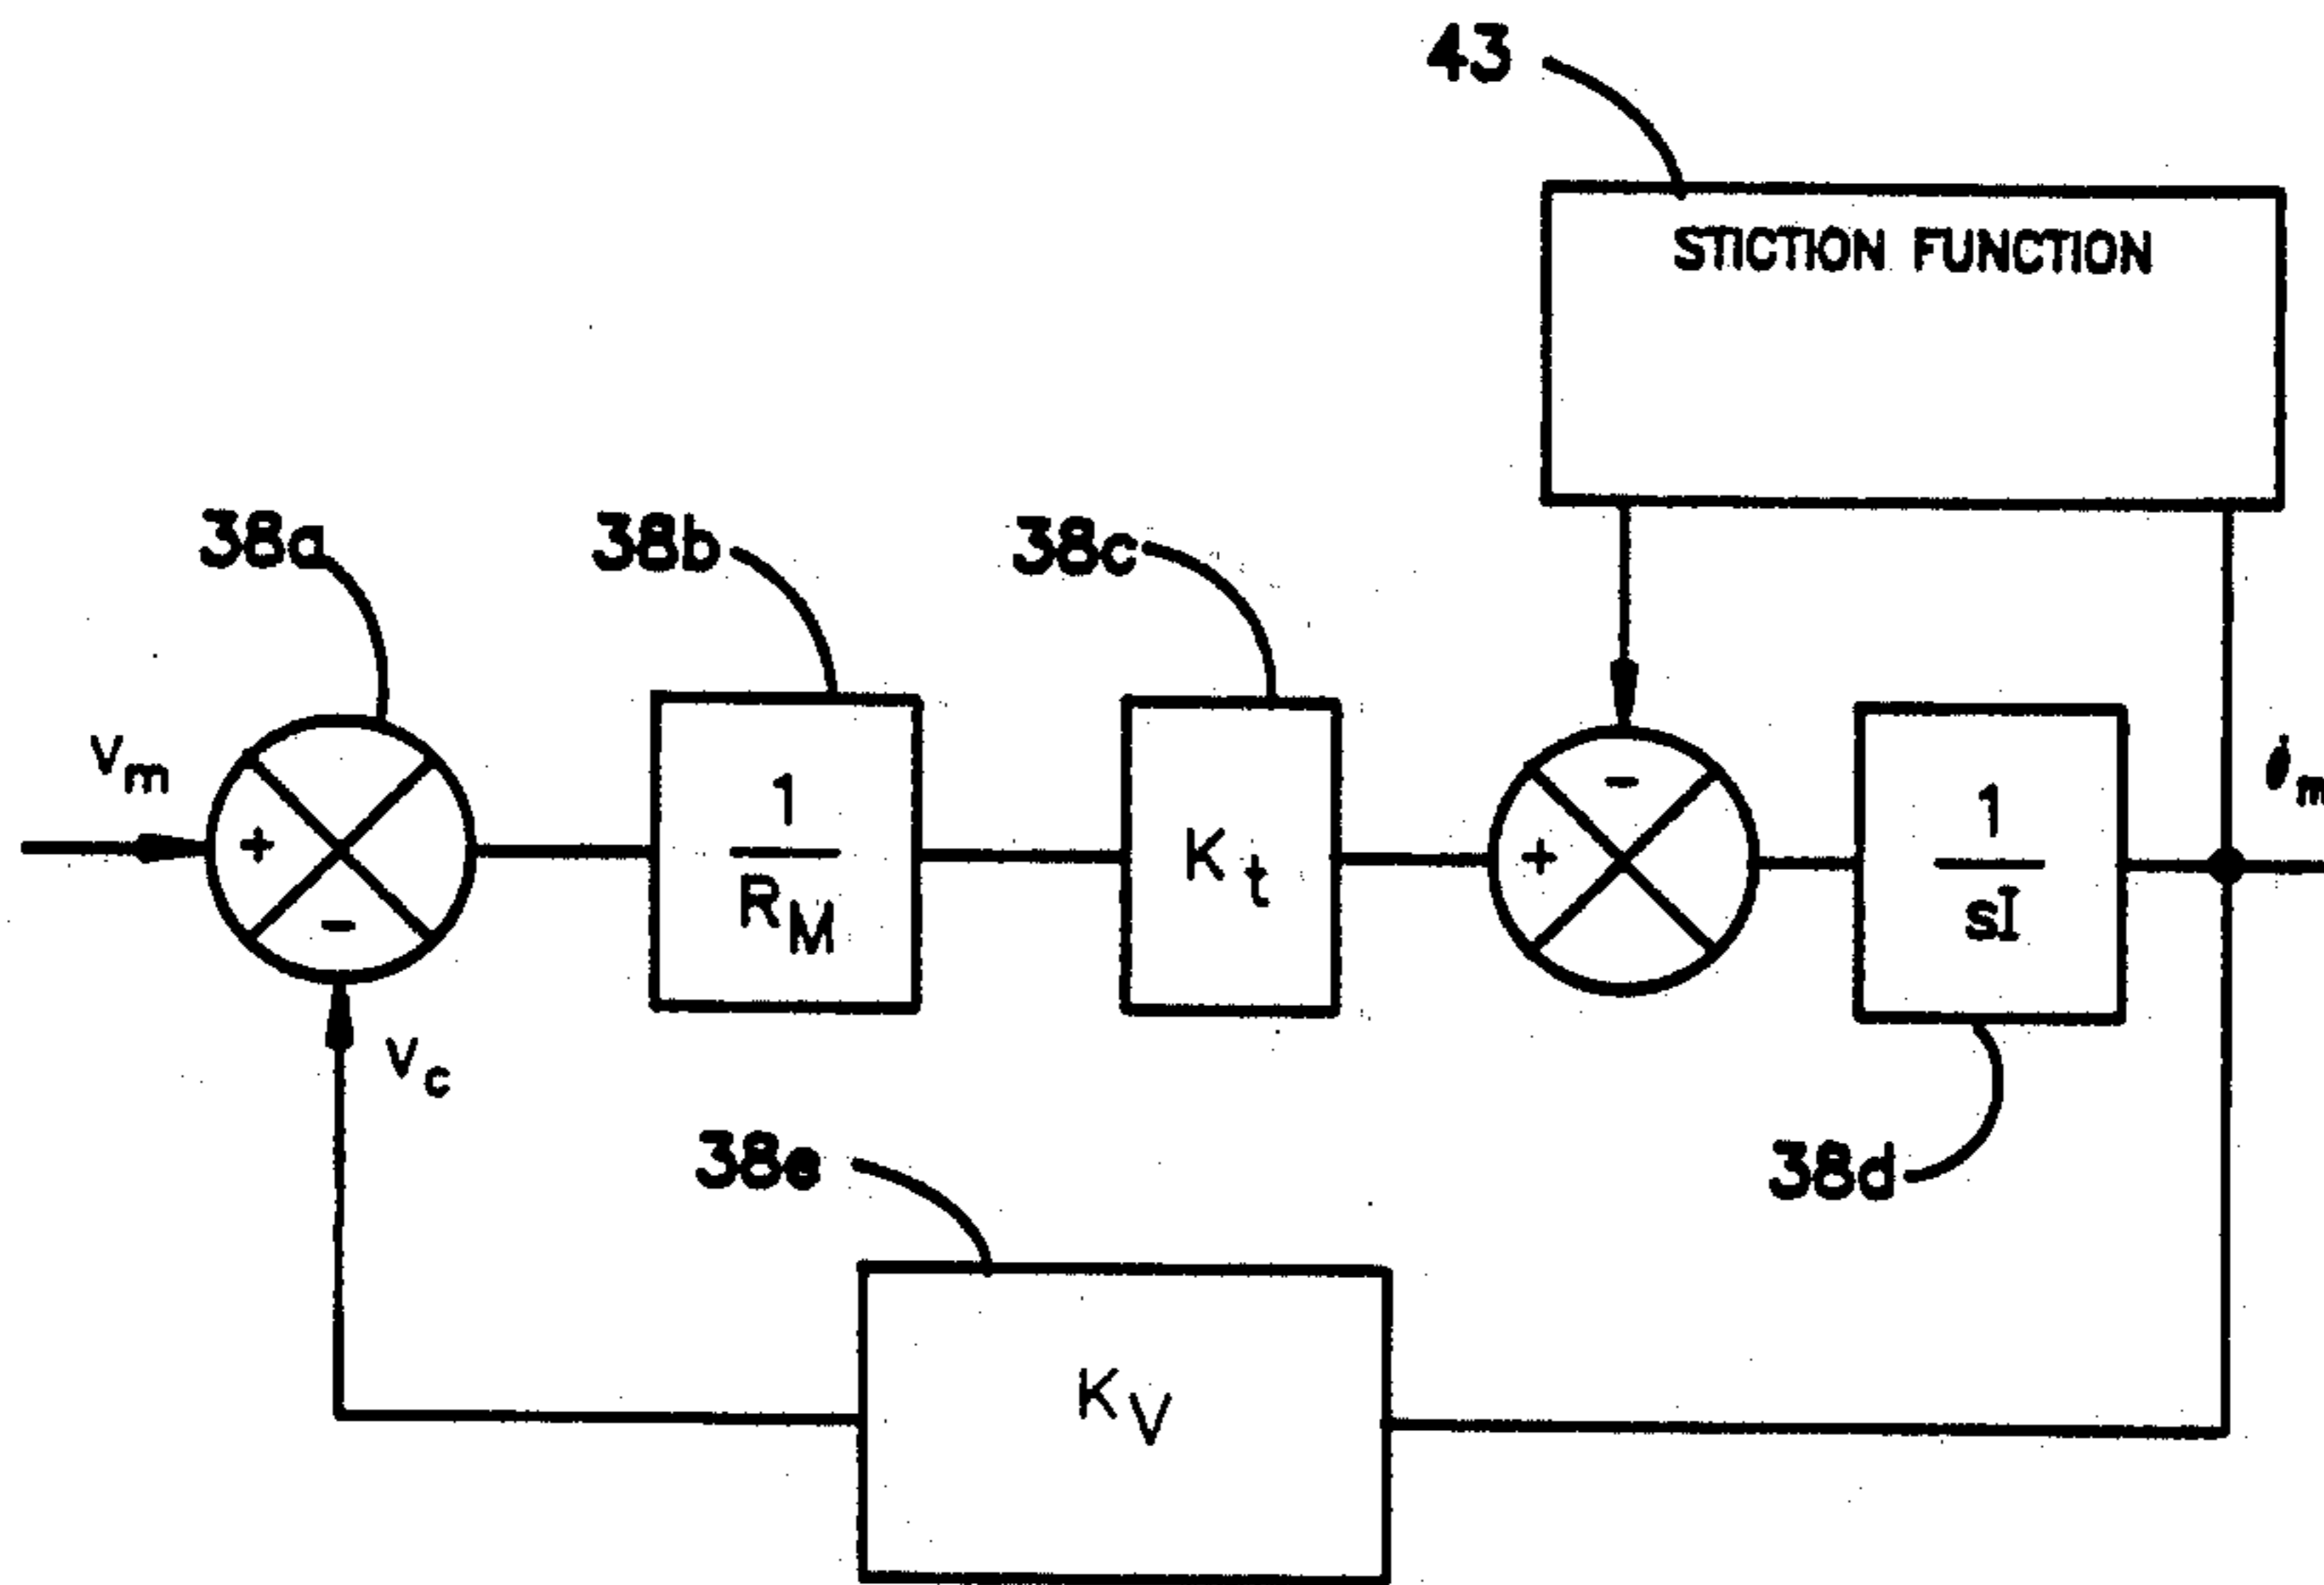 43
STICTION FUNCTION
38a
38b
38c
Vm
+
-
1
RM
Kt
-
+
1
sI
Vc
38e
38d
KV